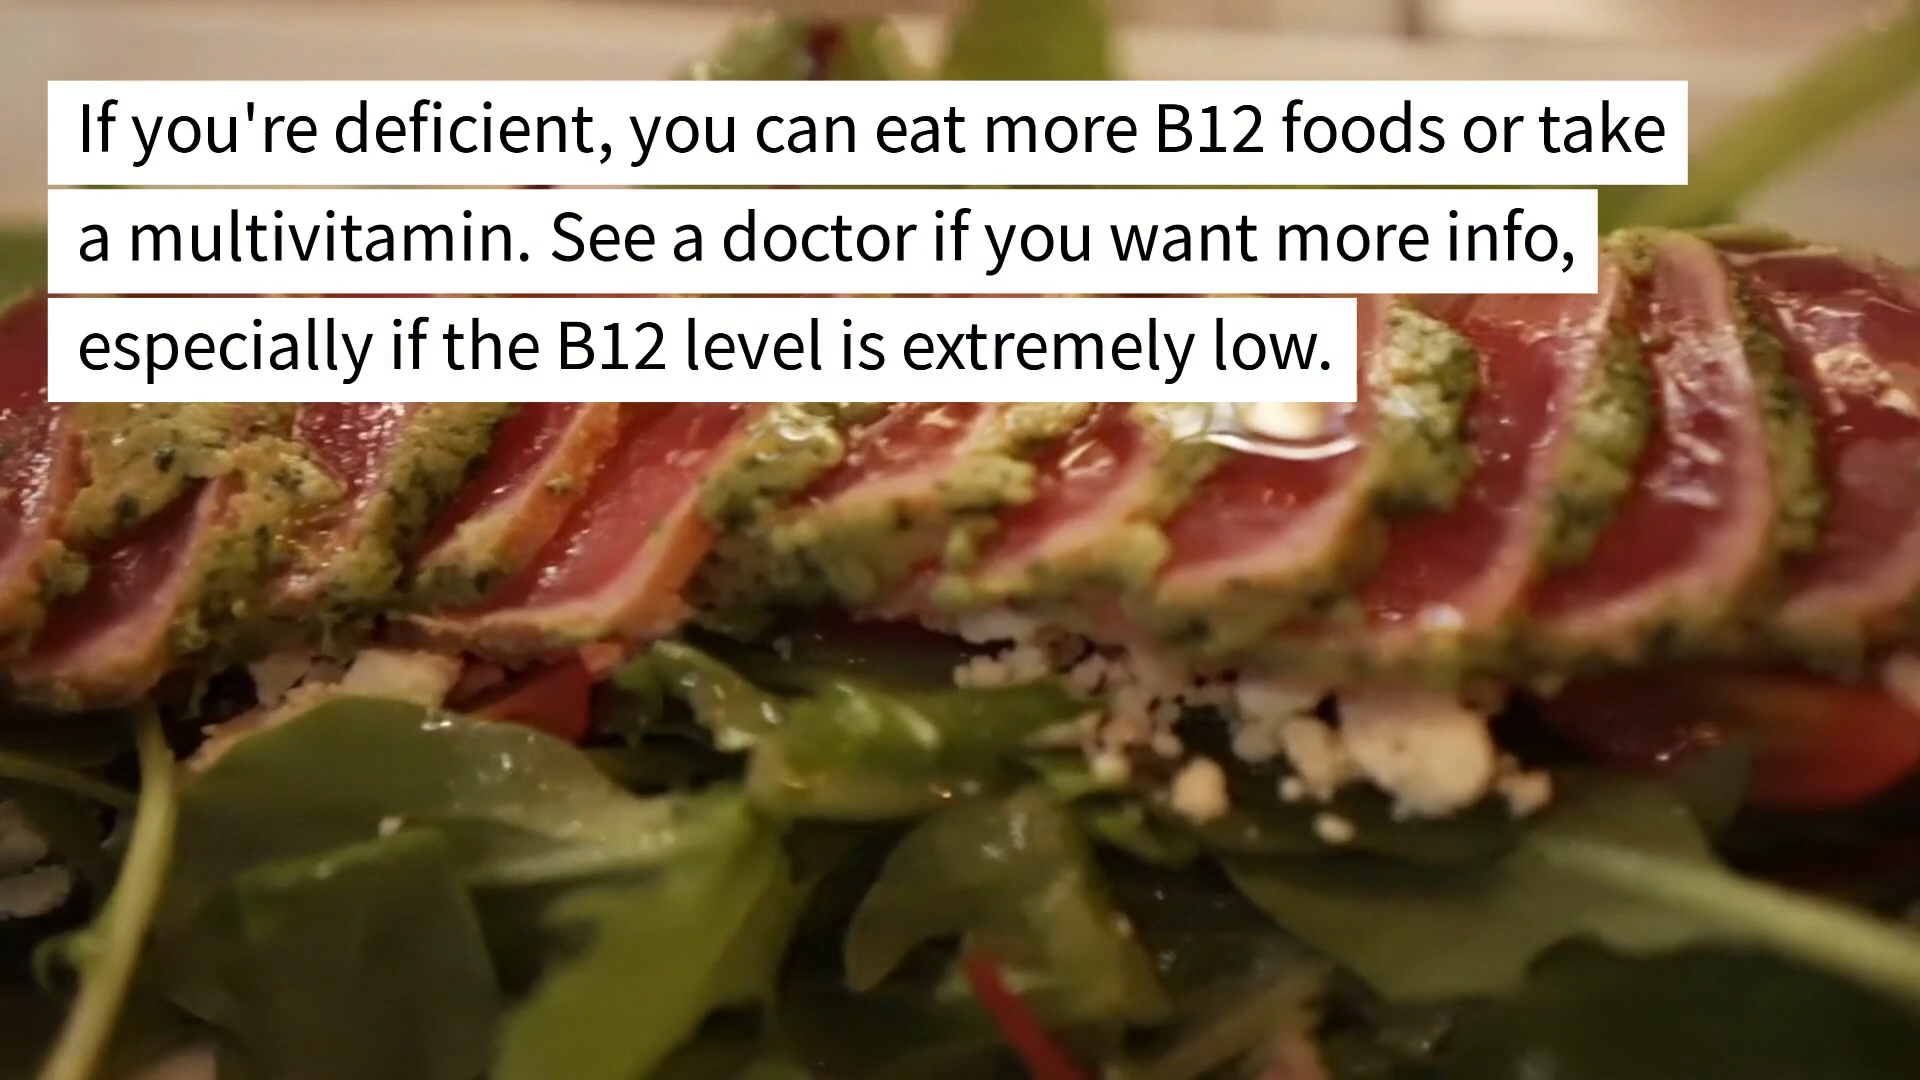 If you're deficient, you can eat more B12 foods or take
a multivitamin. See a doctor if you want more info,
especially if the B12 level is extremely low.